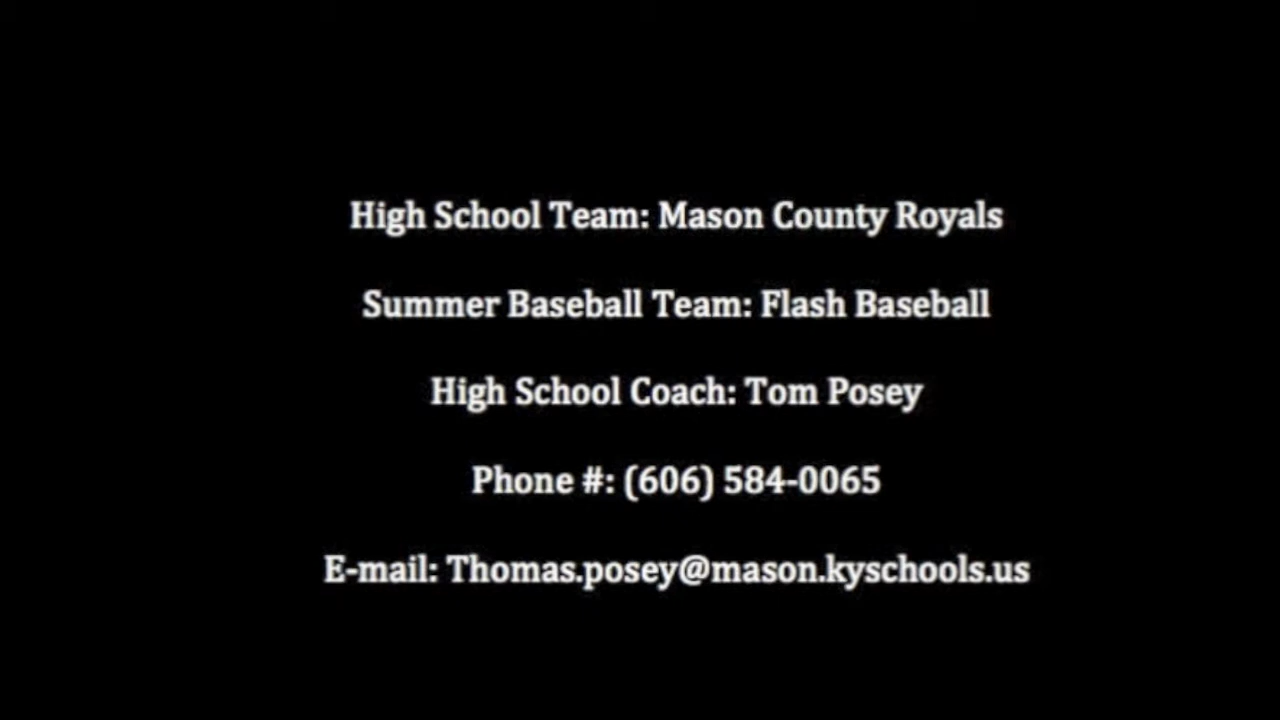 High School Team: Mason County Royals
Summer Baseball Team: Flash Baseball
High School Coach: Tom Posey
Phone #: (606) 584-0065
E-mail: Thomas.posey@mason.kyschools.us